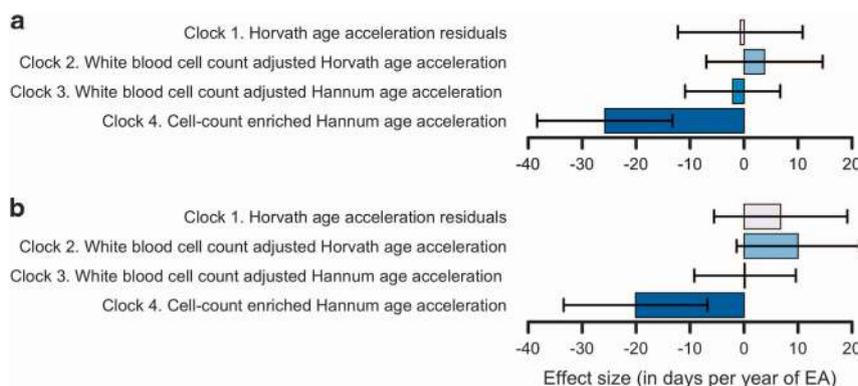 a
Clock 1. Horvath age acceleration residuals
Clock 2. White blood cell count adjusted Horvath age acceleration
Clock 3. White blood cell count adjusted Hannum age acceleration
Clock 4. Cell-count enriched Hannum age acceleration
-40 -30 -20 -10 0 10 20
b
Clock 1. Horvath age acceleration residuals
Clock 2. White blood cell count adjusted Horvath age acceleration
Clock 3. White blood cell count adjusted Hannum age acceleration
Clock 4. Cell-count enriched Hannum age acceleration
-40 -30 -20 -10 0 10 20
Effect size (in days per year of EA)